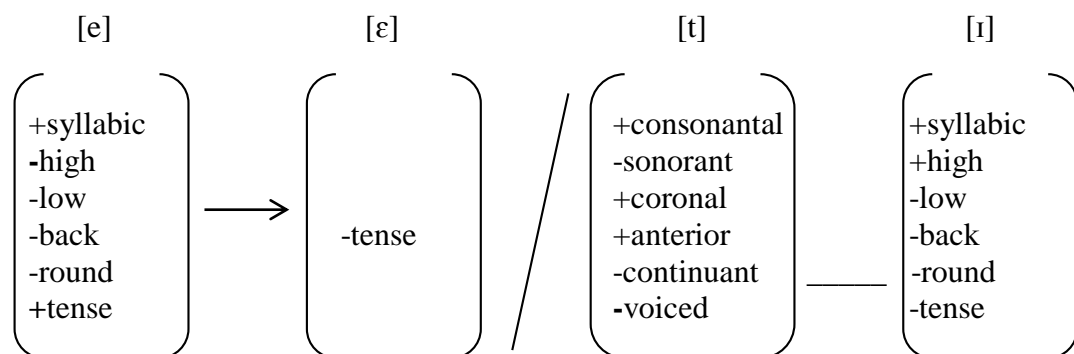 [e] [ɛ] [t] [ɪ]
+syllabic +consonantal +syllabic
-high -sonorant +high
-low +coronal -low
-back -tense +anterior -back
-round -continuant -round
+tense -voiced -tense